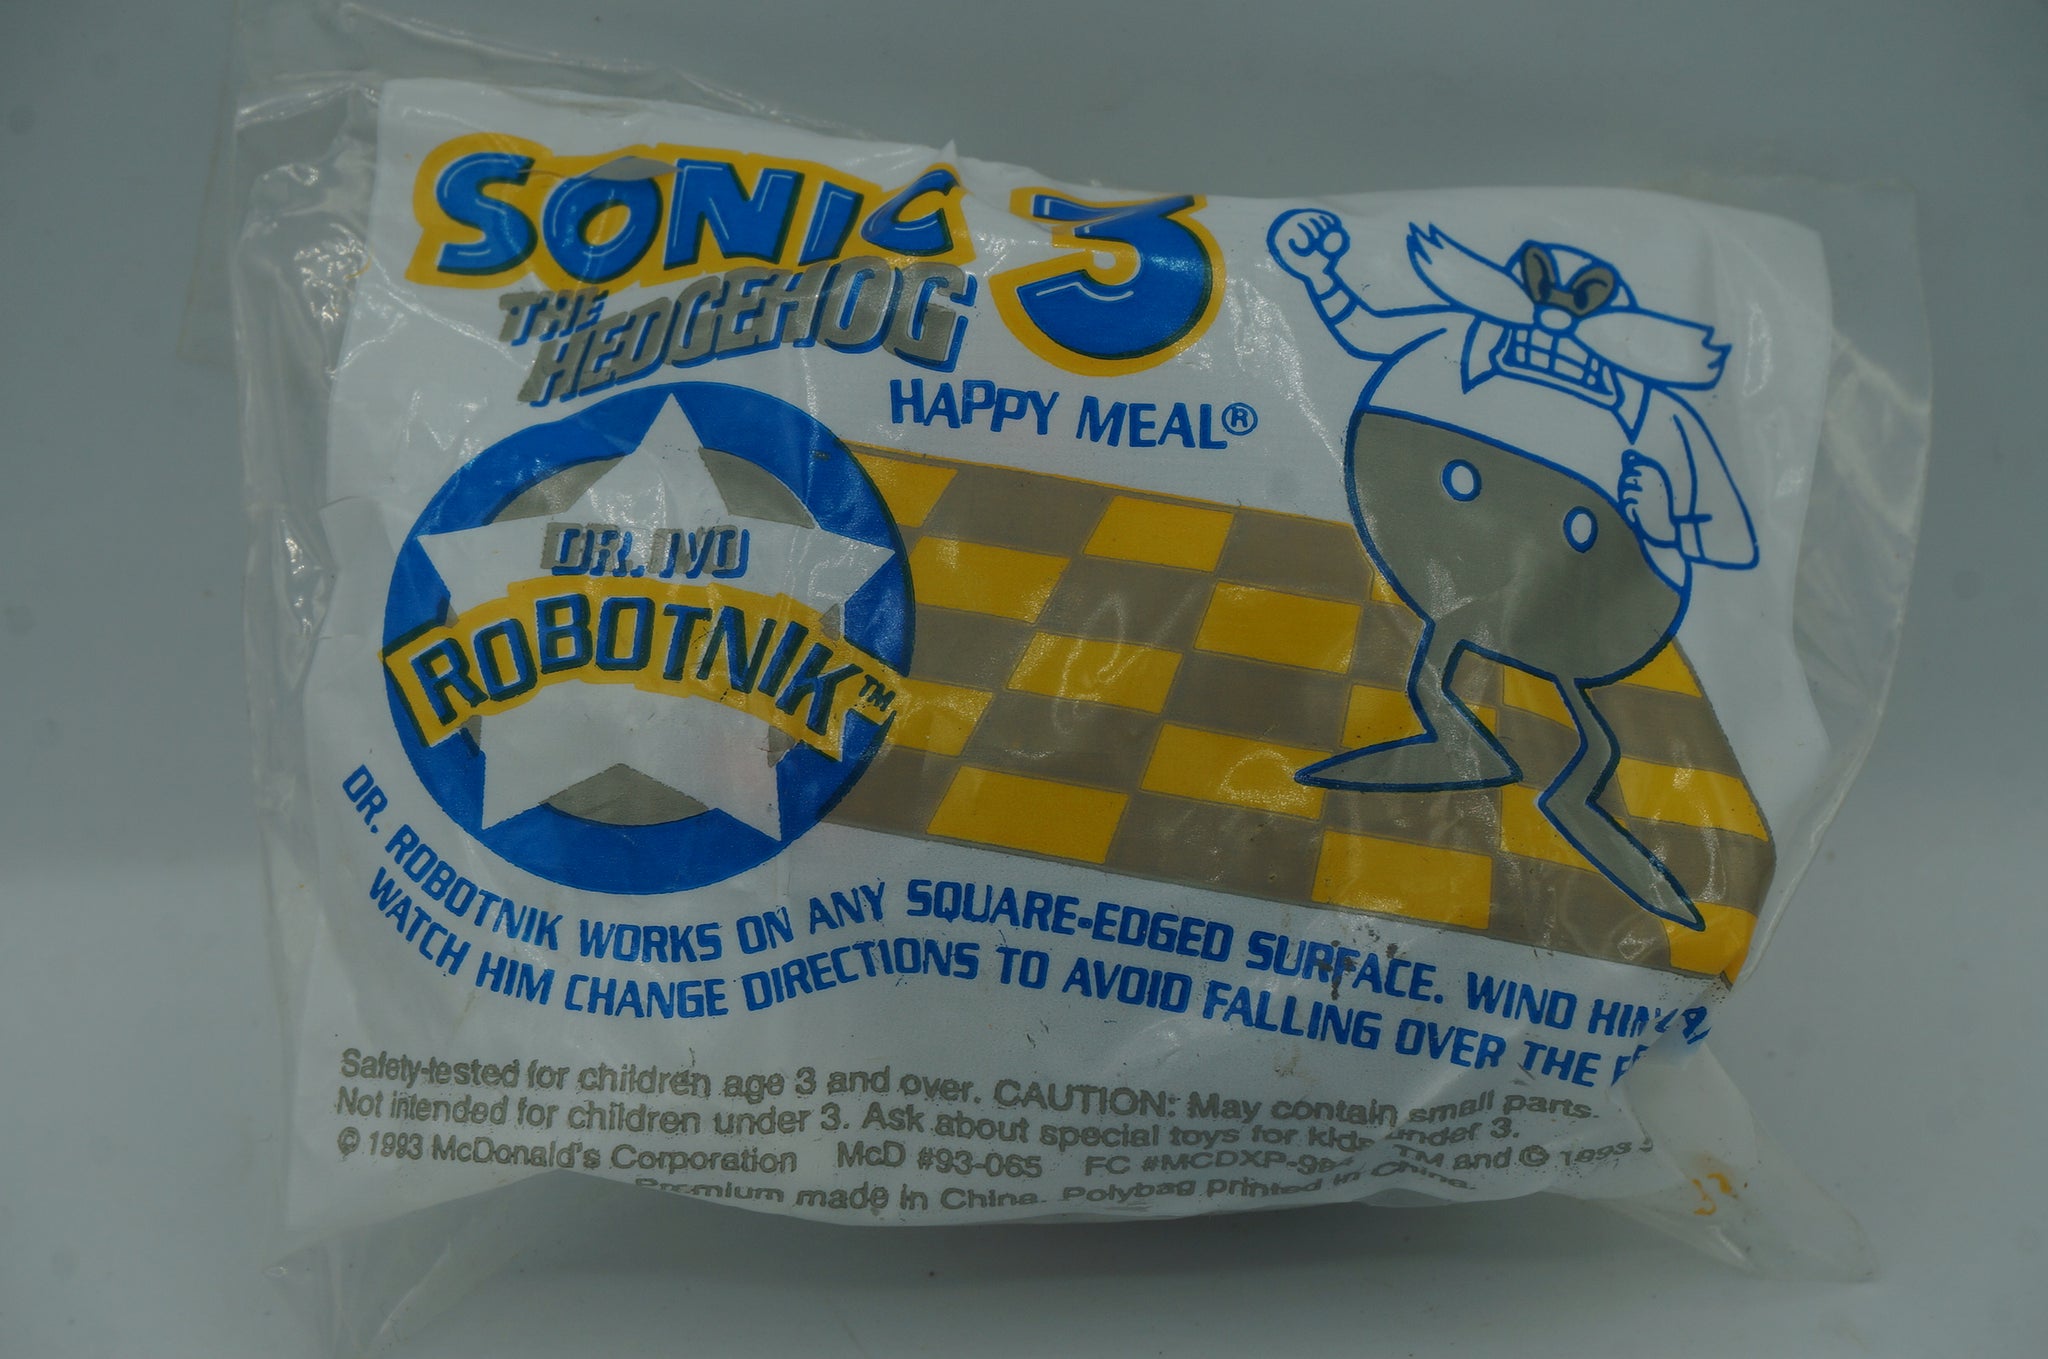 SONIC 3
THE
HEDGEHOG
HAPPY MEAL®
DR. IVO
ROBOTNIK™
DR. ROBOTNIK WORKS ON ANY SQUARE-EDGED SURFACE. WIND HIM
WATCH HIM CHANGE DIRECTIONS TO AVOID FALLING OVER THE
Safety-tested for children age 3 and over. CAUTION: May contain small parts.
Not intended for children under 3. Ask about special toys for kids under 3.
© 1993 McDonald's Corporation McD #93-065 FC #MCDXP-9 TM and © 1993
Premium made in China. Polybag printed in China.